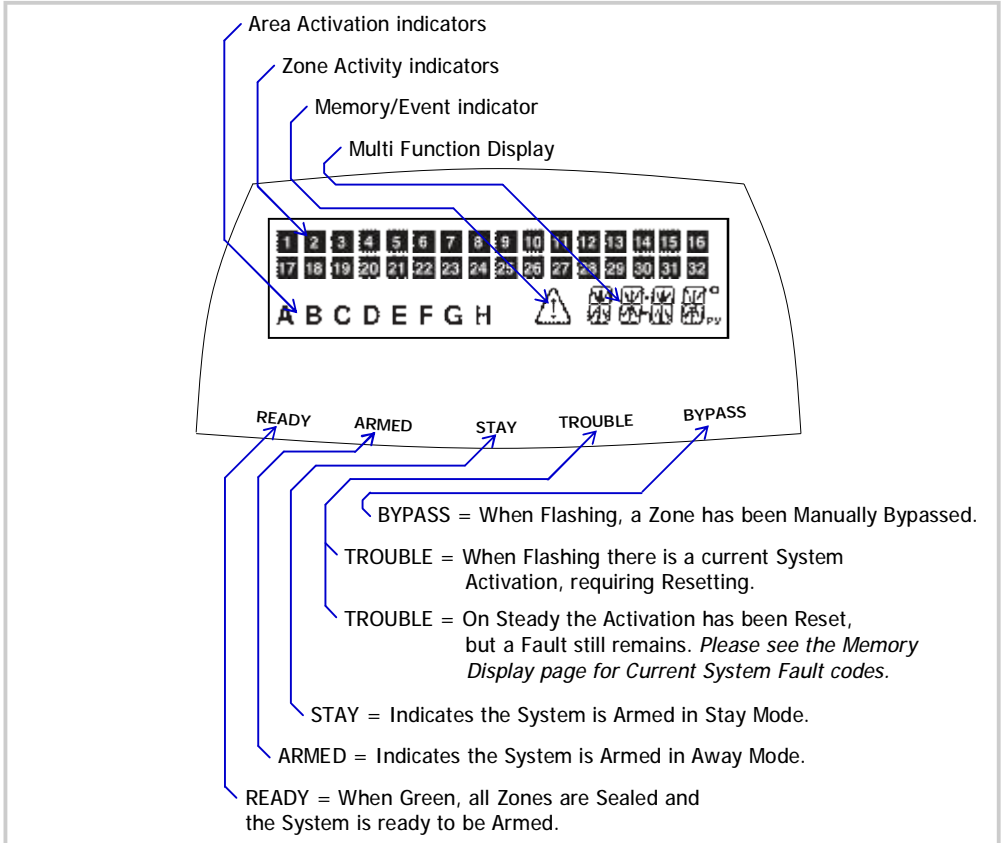 Area Activation indicators
Zone Activity indicators
Memory/Event indicator
Multi Function Display
1 2 3 4 5 6 7 8 9 10 11 12 13 14 15 16
17 18 19 20 21 22 23 24 25 26 27 28 29 30 31 32
A B C D E F G H
READY ARMED STAY TROUBLE BYPASS
BYPASS = When Flashing, a Zone has been Manually Bypassed.
TROUBLE = When Flashing there is a current System
Activation, requiring Resetting.
TROUBLE = On Steady the Activation has been Reset,
but a Fault still remains. Please see the Memory
Display page for Current System Fault codes.
STAY = Indicates the System is Armed in Stay Mode.
ARMED = Indicates the System is Armed in Away Mode.
READY = When Green, all Zones are Sealed and
the System is ready to be Armed.